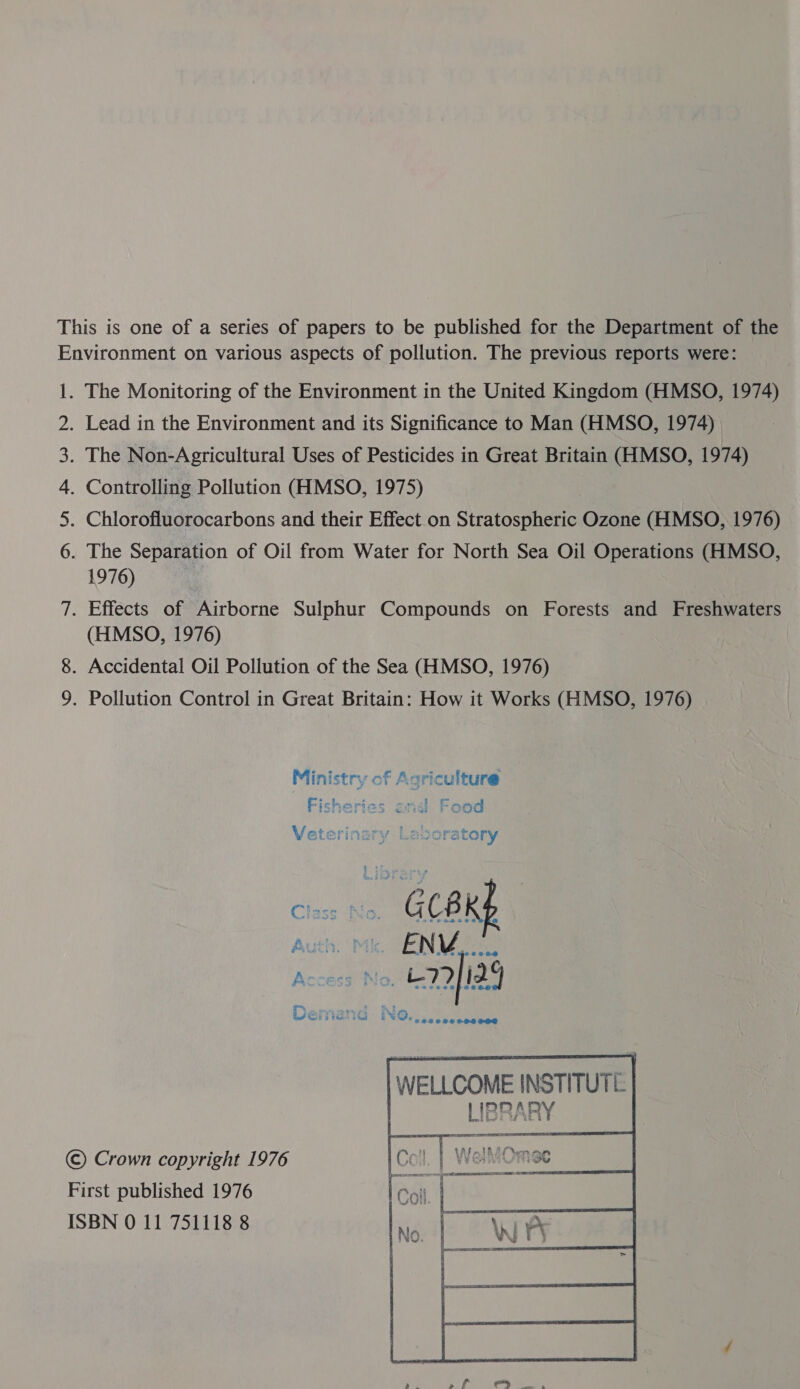 This is one of a series of papers to be published for the Department of the
Environment on various aspects of pollution. The previous reports were:
1. The Monitoring of the Environment in the United Kingdom (HMSO, 1974)
2. Lead in the Environment and its Significance to Man (HMSO, 1974)
3. The Non-Agricultural Uses of Pesticides in Great Britain (HMSO, 1974)
4. Controlling Pollution (HMSO, 1975)
5. Chlorofluorocarbons and their Effect on Stratospheric Ozone (HMSO, 1976)
6. The Separation of Oil from Water for North Sea Oil Operations (HMSO,
1976)
7. Effects of Airborne Sulphur Compounds on Forests and Freshwaters
(HMSO, 1976)
8. Accidental Oil Pollution of the Sea (HMSO, 1976)
9. Pollution Control in Great Britain: How it Works (HMSO, 1976)
Ministry of Agriculture
Fisheries and Food
Veterinary Laboratory
Library
Class No.
Auth. Mk. ENV
Access No. L77/129
Demand No.
WELLCOME INSTITUTE
LIBRARY
© Crown copyright 1976
Coll. WelMOmec
First published 1976
Coll.
ISBN 0 11 751118 8
No. WA